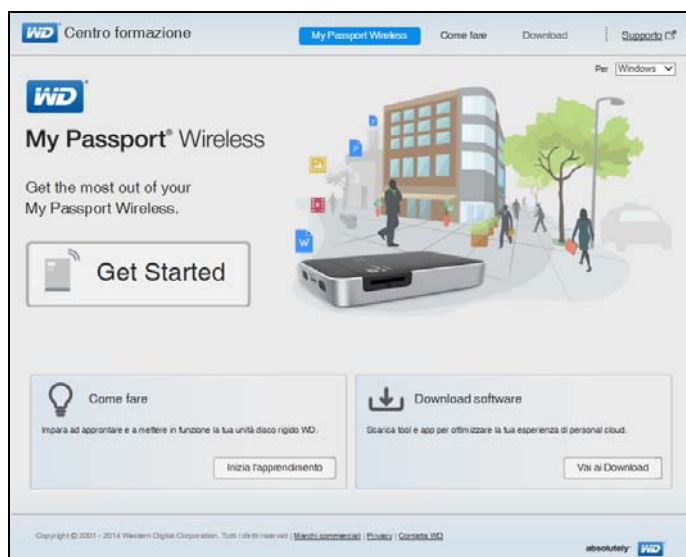 WD Centro formazione
My Passport Wireless
Come fare
Download
Supporto
Per Windows
WD
My Passport® Wireless
Get the most out of your
My Passport Wireless.
Get Started
W
Come fare
Impara ad approntare e a mettere in funzione la tua unità disco rigido WD.
Inizia l'apprendimento
Download software
Scarica tool e app per ottimizzare la tua esperienza di personal cloud.
Vai ai Download
Copyright © 2001 - 2014 Western Digital Corporation, Tutti i diritti riservati | Marchi commerciali | Privacy | Contatta WD
absolutely WD